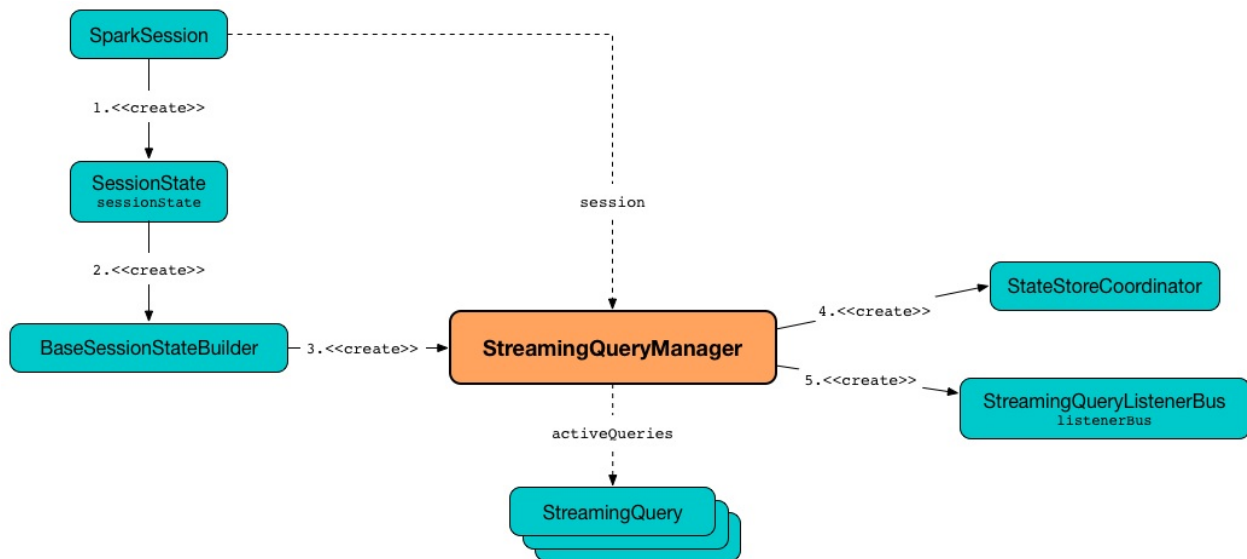 SparkSession
1.<<create>>
SessionState
sessionState
session
2.<<create>>
StateStoreCoordinator
4.<<create>>
BaseSessionStateBuilder
3.<<create>>
StreamingQueryManager
5.<<create>>
StreamingQueryListenerBus
listenerBus
activeQueries
StreamingQuery